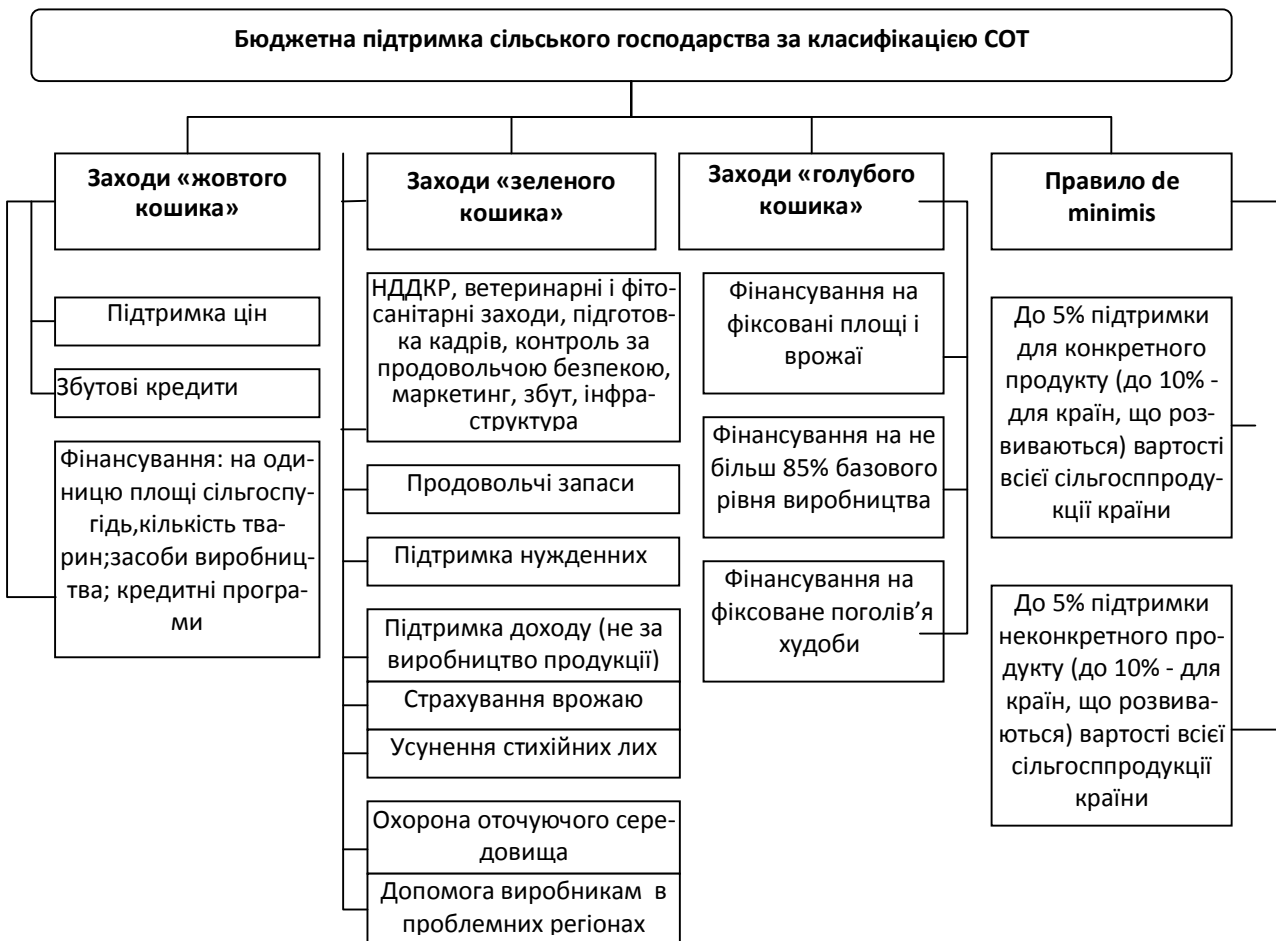 Бюджетна підтримка сільського господарства за класифікацією СОТ
Заходи «жовтого
кошика»
Підтримка цін
Збутові кредити
Фінансування: на оди-
ницю площі сільгоспу-
гідь,кількість тва-
рин;засоби виробниц-
тва; кредитні програ-
ми
Заходи «зеленого
кошика»
НДДКР, ветеринарні і фіто-
санітарні заходи, підготов-
ка кадрів, контроль за
продовольчою безпекою,
маркетинг, збут, інфра-
структура
Продовольчі запаси
Підтримка нужденних
Підтримка доходу (не за
виробництво продукції)
Страхування врожаю
Усунення стихійних лих
Охорона оточуючого сере-
довища
Допомога виробникам в
проблемних регіонах
Заходи «голубого
кошика»
Фінансування на
фіксовані площі і
врожаї
Фінансування на не
більш 85% базового
рівня виробництва
Фінансування на
фіксоване поголів’я
худоби
Правило de
minimis
До 5% підтримки
для конкретного
продукту (до 10% -
для країн, що роз-
виваються) вартості
всієї сільгосппроду-
кції країни
До 5% підтримки
неконкретного про-
дукту (до 10% - для
країн, що розвива-
ються) вартості всієї
сільгосппродукції
країни